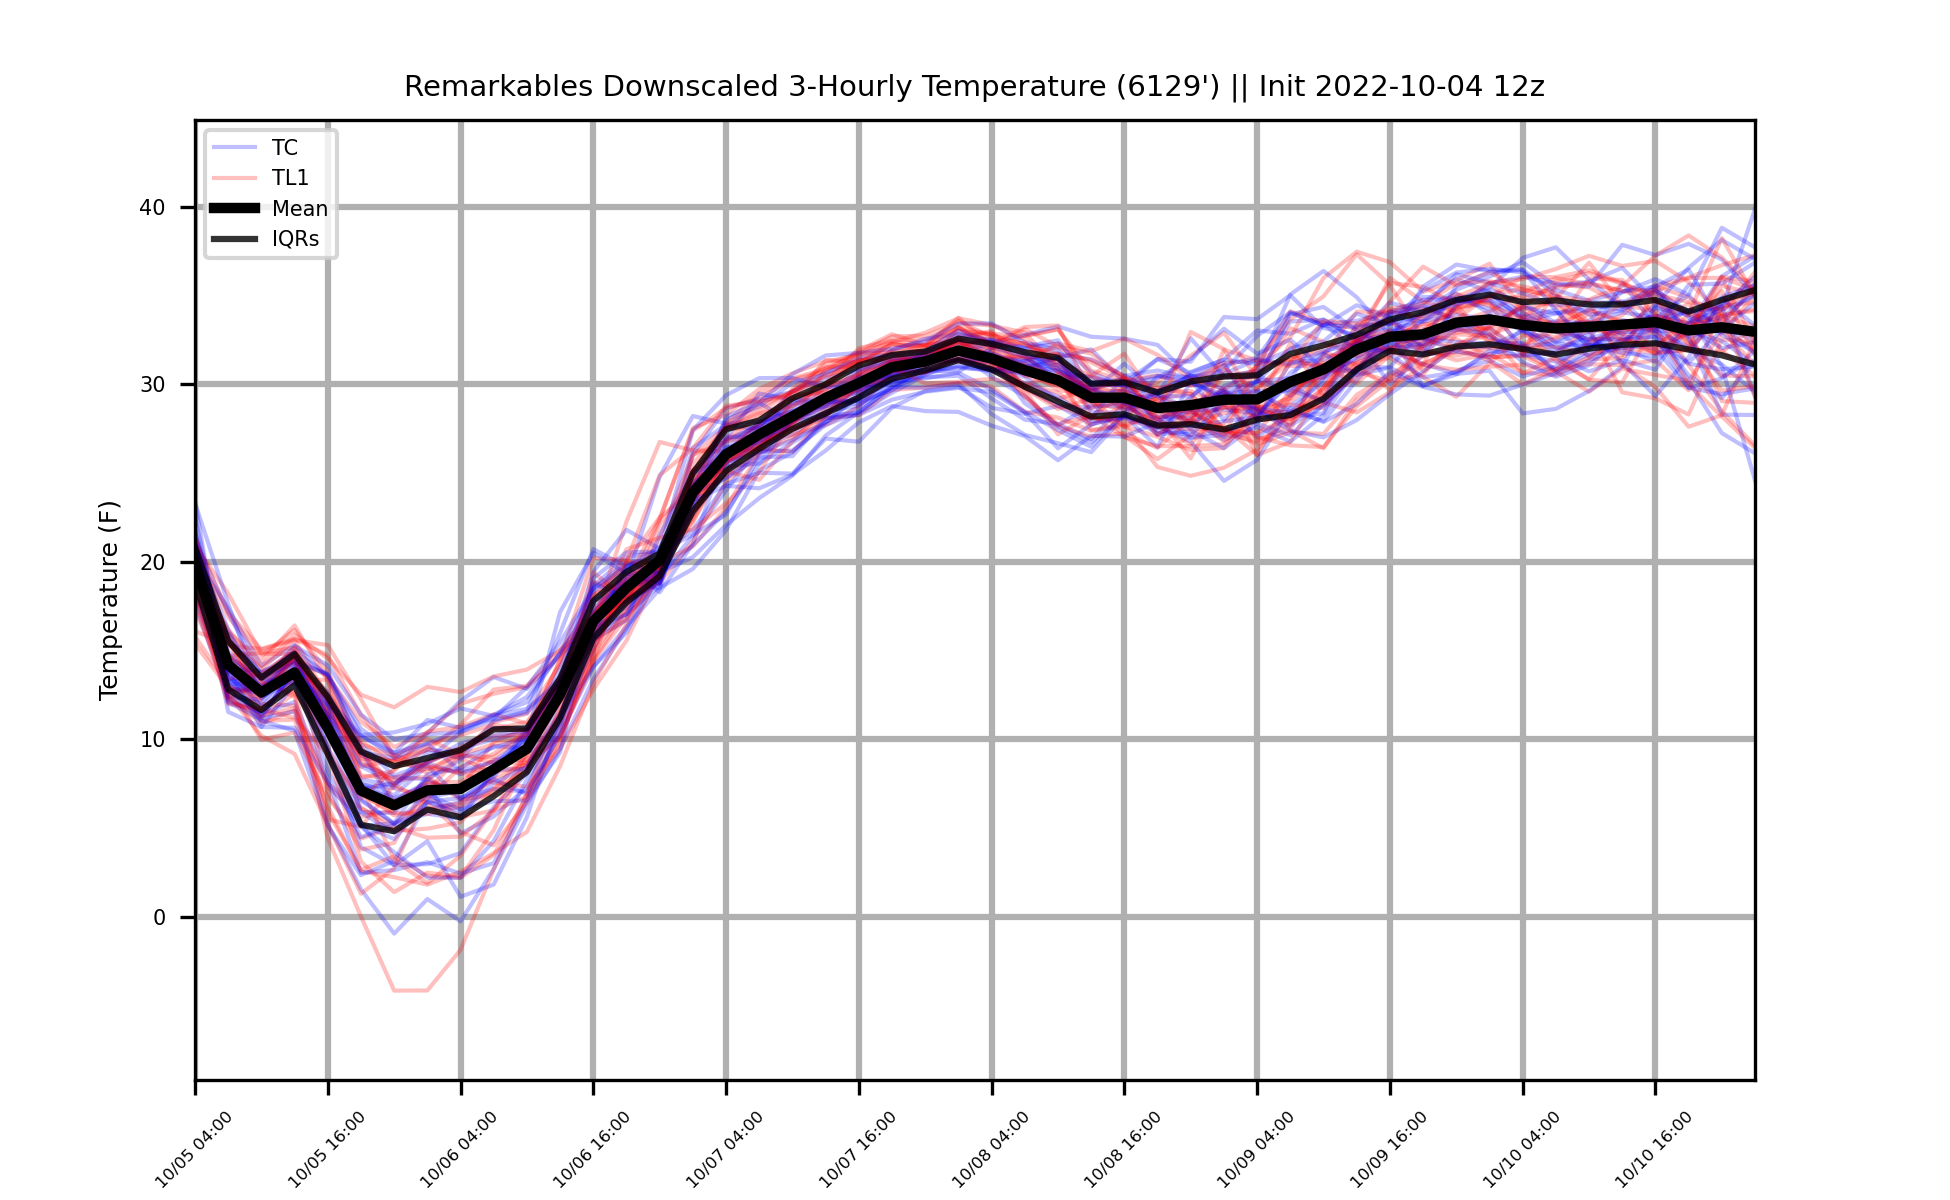 Remarkables Downscaled 3-Hourly Temperature (6129') || Init 2022-10-04 12z
TC
TL1
Mean
IQRs
Temperature (F)
40
30
20
10
0
10/05 04:00
10/05 16:00
10/06 04:00
10/06 16:00
10/07 04:00
10/07 16:00
10/08 04:00
10/08 16:00
10/09 04:00
10/09 16:00
10/10 04:00
10/10 16:00